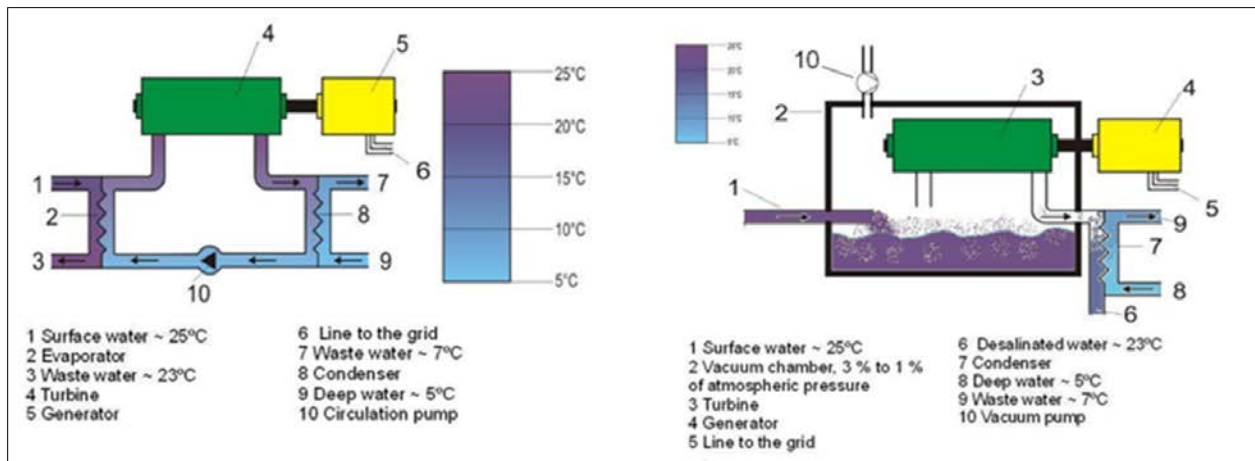 4
5
25°C
20°C
15°C
10°C
5°C
6
1
7
2
8
3
9
10
1 Surface water ~ 25ºC
2 Evaporator
3 Waste water ~ 23ºC
4 Turbine
5 Generator
6 Line to the grid
7 Waste water ~ 7ºC
8 Condenser
9 Deep water ~ 5ºC
10 Circulation pump
10
3
4
2
1
5
9
7
8
6
1 Surface water ~ 25ºC
2 Vacuum chamber, 3 % to 1 %
of atmospheric pressure
3 Turbine
4 Generator
5 Line to the grid
6 Desalinated water ~ 23ºC
7 Condenser
8 Deep water ~ 5ºC
9 Waste water ~ 7ºC
10 Vacuum pump